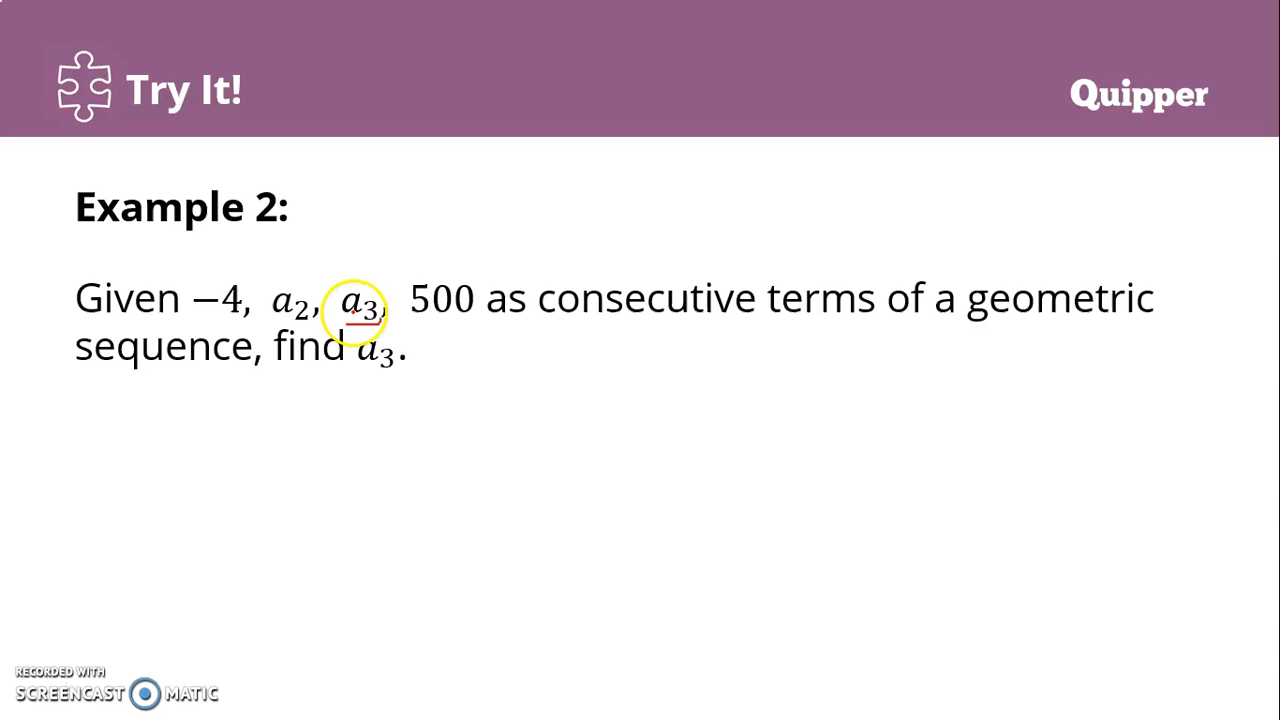 Try It!
Quipper
Example 2:
Given −4, a₂, a₃, 500 as consecutive terms of a geometric
sequence, find a₃.
RECORDED WITH
SCREENCAST MATIC